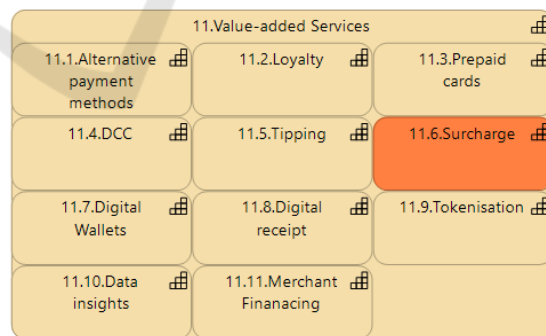 11.Value-added Services
11.1.Alternative
payment
methods
11.2.Loyalty
11.3.Prepaid
cards
11.4.DCC
11.5.Tipping
11.6.Surcharge
11.7.Digital
Wallets
11.8.Digital
receipt
11.9.Tokenisation
11.10.Data
insights
11.11.Merchant
Finanacing